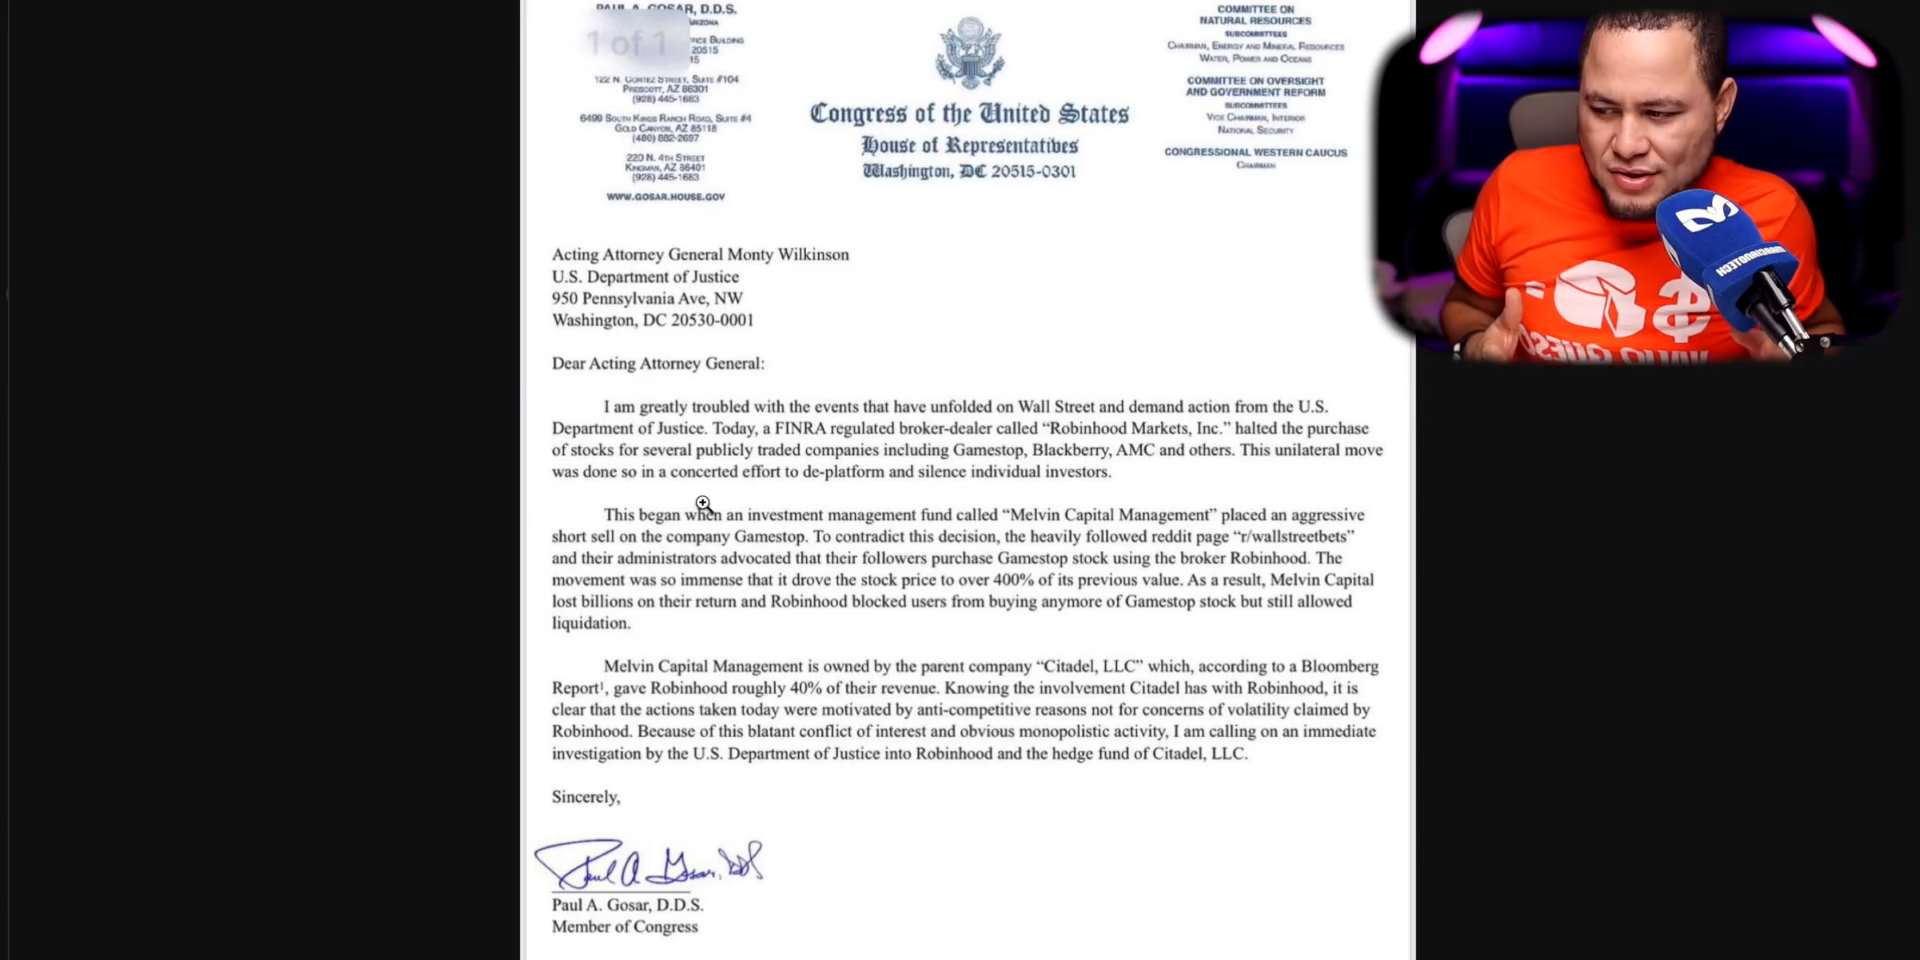 PAUL A. GOSAR, D.D.S.
ARIZONA
1 of 1
20515
15
122 N. CORTEZ STREET, SUITE #104
PRESCOTT, AZ 86301
(928) 445-1683
6499 SOUTH KINGS RANCH ROAD, SUITE #4
GOLD CANYON, AZ 85118
(480) 882-2697
220 N. 4TH STREET
KINGMAN, AZ 86401
(928) 445-1683
WWW.GOSAR.HOUSE.GOV
Congress of the United States
House of Representatives
Washington, DC 20515-0301
COMMITTEE ON
NATURAL RESOURCES
SUBCOMMITTEES
CHAIRMAN, ENERGY AND MINERAL RESOURCES
WATER, POWER AND OCEANS
COMMITTEE ON OVERSIGHT
AND GOVERNMENT REFORM
SUBCOMMITTEES
VICE CHAIRMAN, INTERIOR
NATIONAL SECURITY
CONGRESSIONAL WESTERN CAUCUS
CHAIRMAN
Acting Attorney General Monty Wilkinson
U.S. Department of Justice
950 Pennsylvania Ave, NW
Washington, DC 20530-0001
Dear Acting Attorney General:
I am greatly troubled with the events that have unfolded on Wall Street and demand action from the U.S.
Department of Justice. Today, a FINRA regulated broker-dealer called “Robinhood Markets, Inc.” halted the purchase
of stocks for several publicly traded companies including Gamestop, Blackberry, AMC and others. This unilateral move
was done so in a concerted effort to de-platform and silence individual investors.
This began when an investment management fund called “Melvin Capital Management” placed an aggressive
short sell on the company Gamestop. To contradict this decision, the heavily followed reddit page “r/wallstreetbets”
and their administrators advocated that their followers purchase Gamestop stock using the broker Robinhood. The
movement was so immense that it drove the stock price to over 400% of its previous value. As a result, Melvin Capital
lost billions on their return and Robinhood blocked users from buying anymore of Gamestop stock but still allowed
liquidation.
Melvin Capital Management is owned by the parent company “Citadel, LLC” which, according to a Bloomberg
Report¹, gave Robinhood roughly 40% of their revenue. Knowing the involvement Citadel has with Robinhood, it is
clear that the actions taken today were motivated by anti-competitive reasons not for concerns of volatility claimed by
Robinhood. Because of this blatant conflict of interest and obvious monopolistic activity, I am calling on an immediate
investigation by the U.S. Department of Justice into Robinhood and the hedge fund of Citadel, LLC.
Sincerely,
Paul A. Gosar, DDS
Paul A. Gosar, D.D.S.
Member of Congress